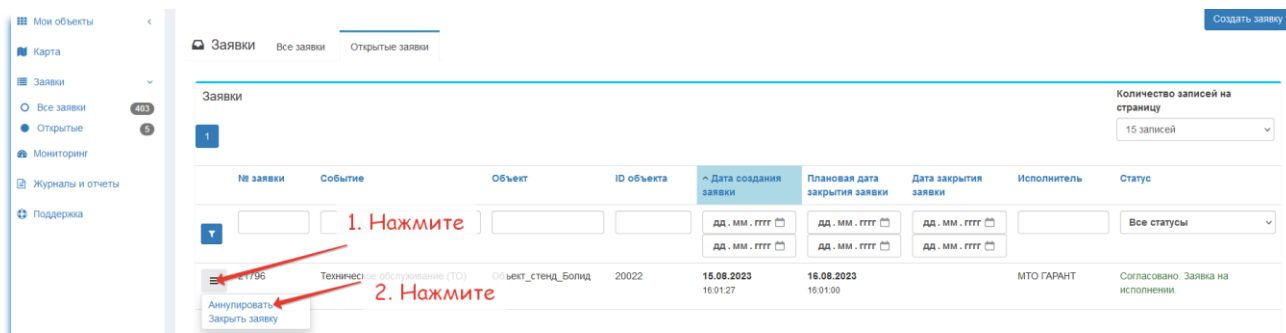 Мои объекты
Карта
Заявки
Все заявки 403
Открытые 5
Мониторинг
Журналы и отчеты
Поддержка
Создать заявку
Заявки Все заявки Открытые заявки
Заявки
Количество записей на
страницу
1
15 записей
№ заявки Событие Объект ID объекта Дата создания
заявки Плановая дата
закрытия заявки Дата закрытия
заявки Исполнитель Статус
дд.мм.гггг дд.мм.гггг дд.мм.гггг Все статусы
дд.мм.гггг дд.мм.гггг дд.мм.гггг
1. Нажмите
21796 Техническое обслуживание (ТО) Объект_стенд_Болид 20022 15.08.2023
16:01:27 16.08.2023
16:01:00 МТО ГАРАНТ Согласовано. Заявка на
исполнении.
2. Нажмите
Аннулировать
Закрыть заявку